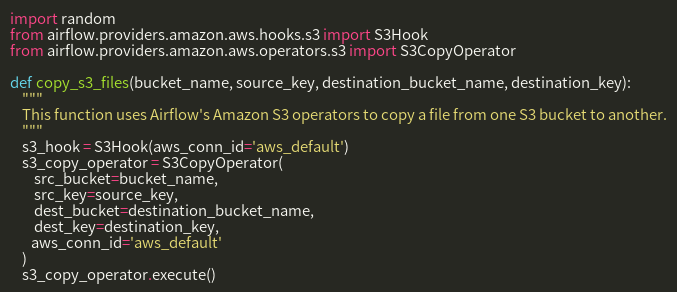 import random
from airflow.providers.amazon.aws.hooks.s3 import S3Hook
from airflow.providers.amazon.aws.operators.s3 import S3CopyOperator

def copy_s3_files(bucket_name, source_key, destination_bucket_name, destination_key):
    """
    This function uses Airflow's Amazon S3 operators to copy a file from one S3 bucket to another.
    """
    s3_hook = S3Hook(aws_conn_id='aws_default')
    s3_copy_operator = S3CopyOperator(
        src_bucket=bucket_name,
        src_key=source_key,
        dest_bucket=destination_bucket_name,
        dest_key=destination_key,
       aws_conn_id='aws_default'
    )
    s3_copy_operator.execute()